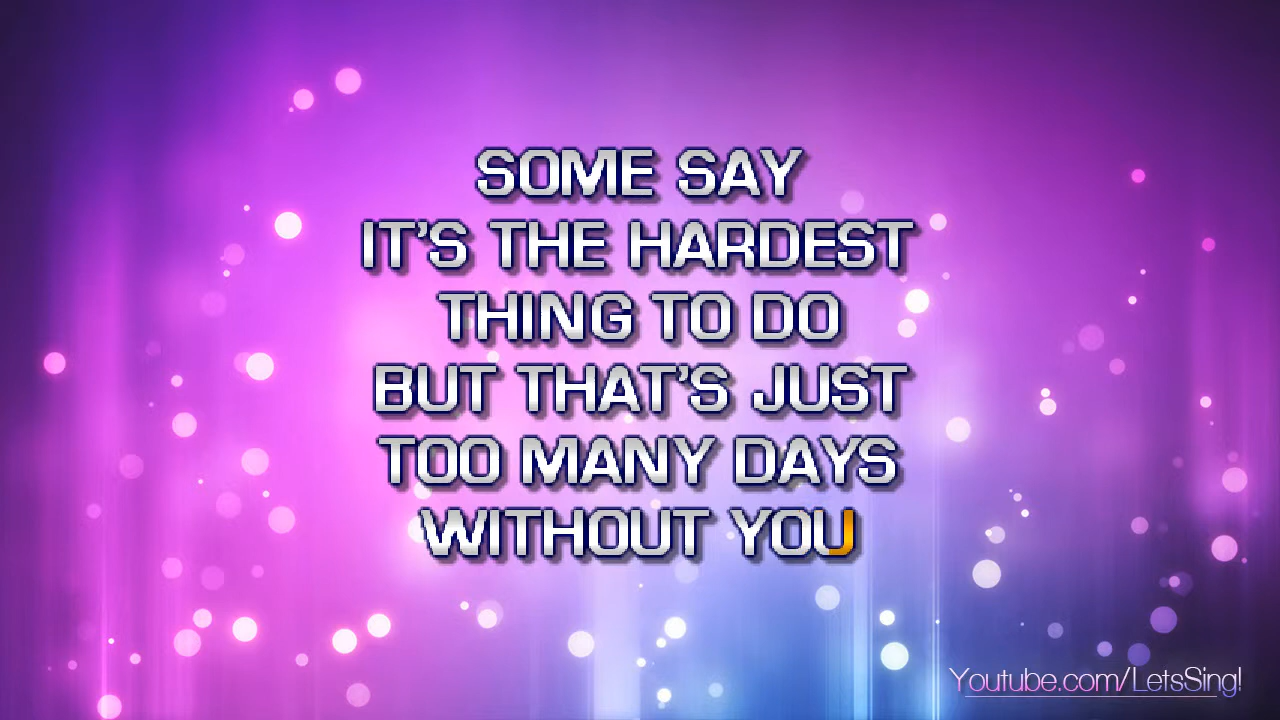 SOME SAY
IT'S THE HARDEST
THING TO DO
BUT THAT'S JUST
TOO MANY DAYS
WITHOUT YOU
Youtube.com/LetsSing!